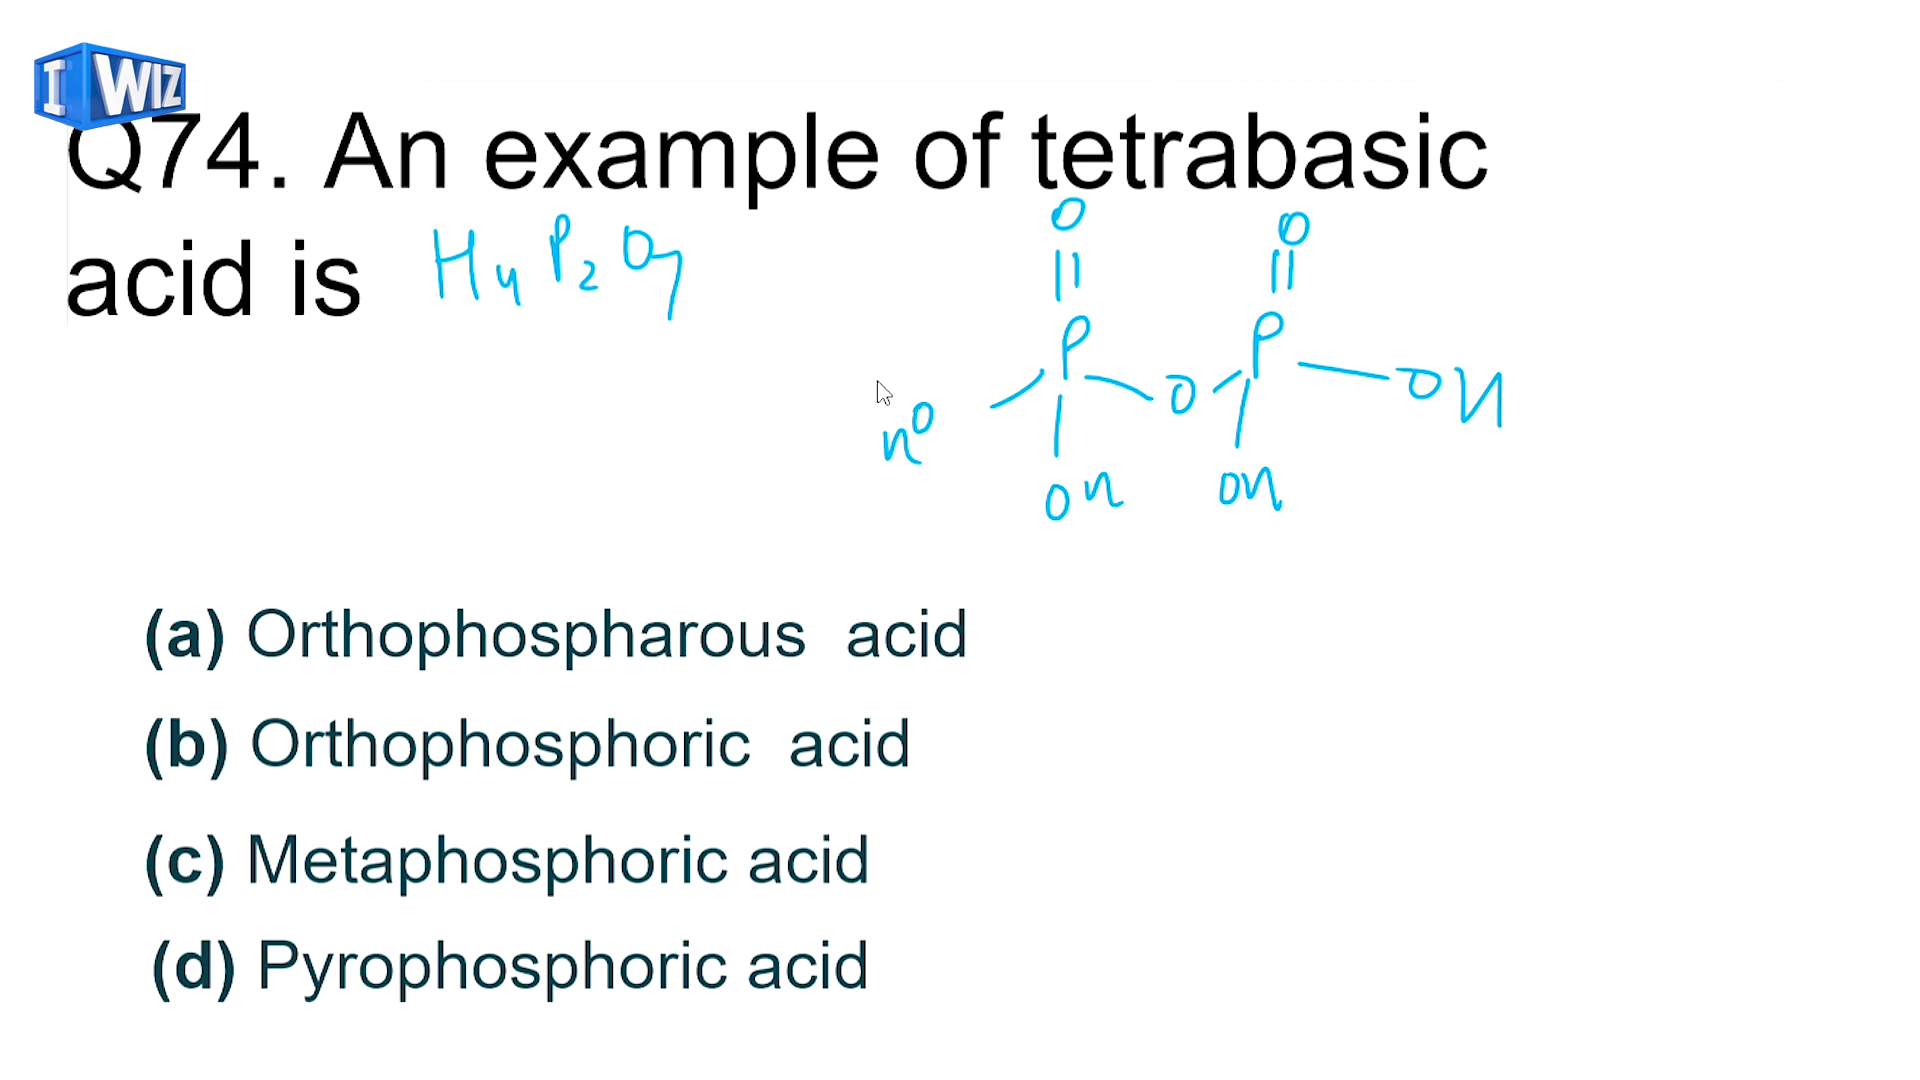 I WIZ
Q74. An example of tetrabasic
acid is H4P2O7
O O
|| ||
P P
HO O OH
OH OH
(a) Orthophospharous acid
(b) Orthophosphoric acid
(c) Metaphosphoric acid
(d) Pyrophosphoric acid